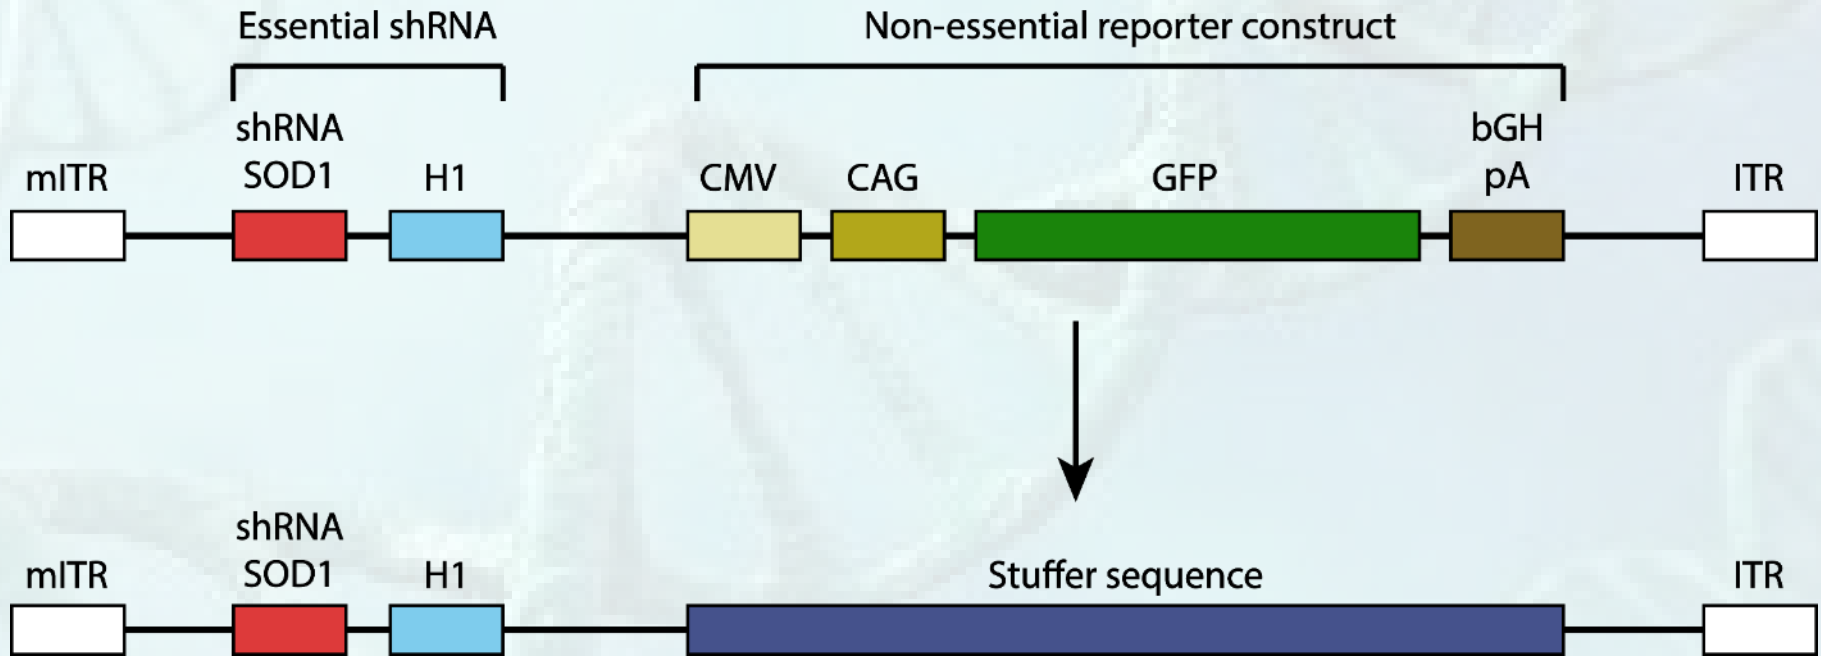 Essential shRNA
Non-essential reporter construct
mITR
shRNA
SOD1
H1
CMV
CAG
GFP
bGH
pA
ITR
mITR
shRNA
SOD1
H1
Stuffer sequence
ITR